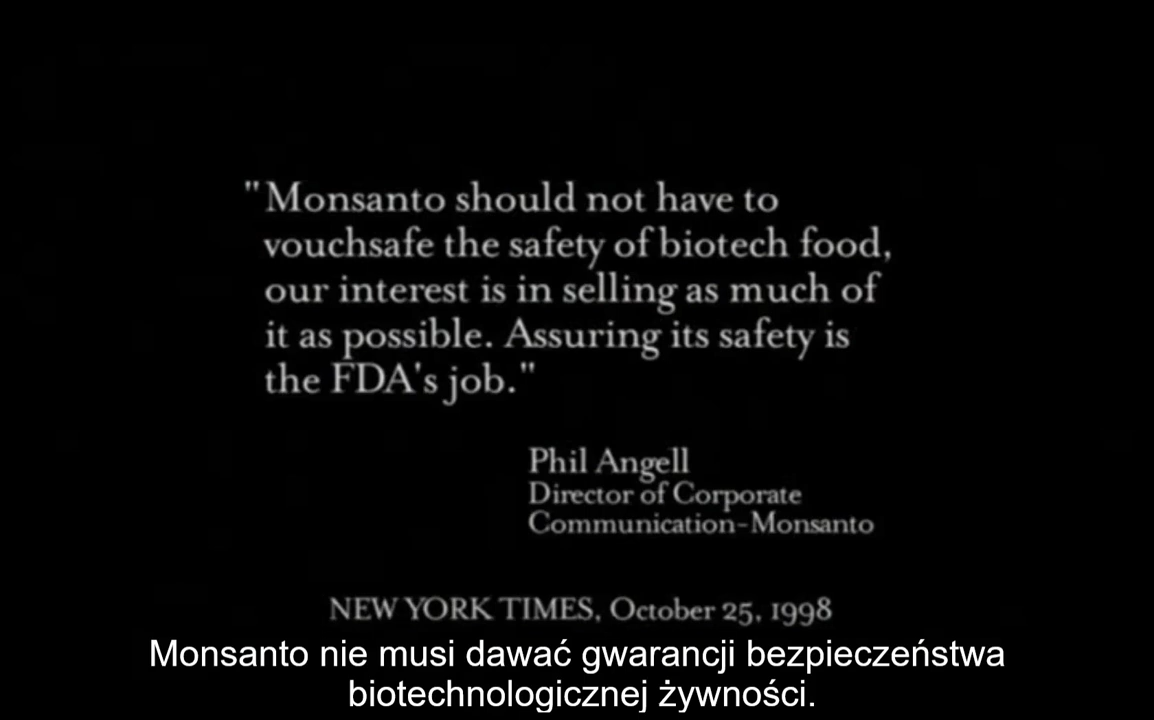 "Monsanto should not have to
vouchsafe the safety of biotech food,
our interest is in selling as much of
it as possible. Assuring its safety is
the FDA's job."
Phil Angell
Director of Corporate
Communication-Monsanto
NEW YORK TIMES, October 25, 1998
Monsanto nie musi dawać gwarancji bezpieczeństwa
biotechnologicznej żywności.